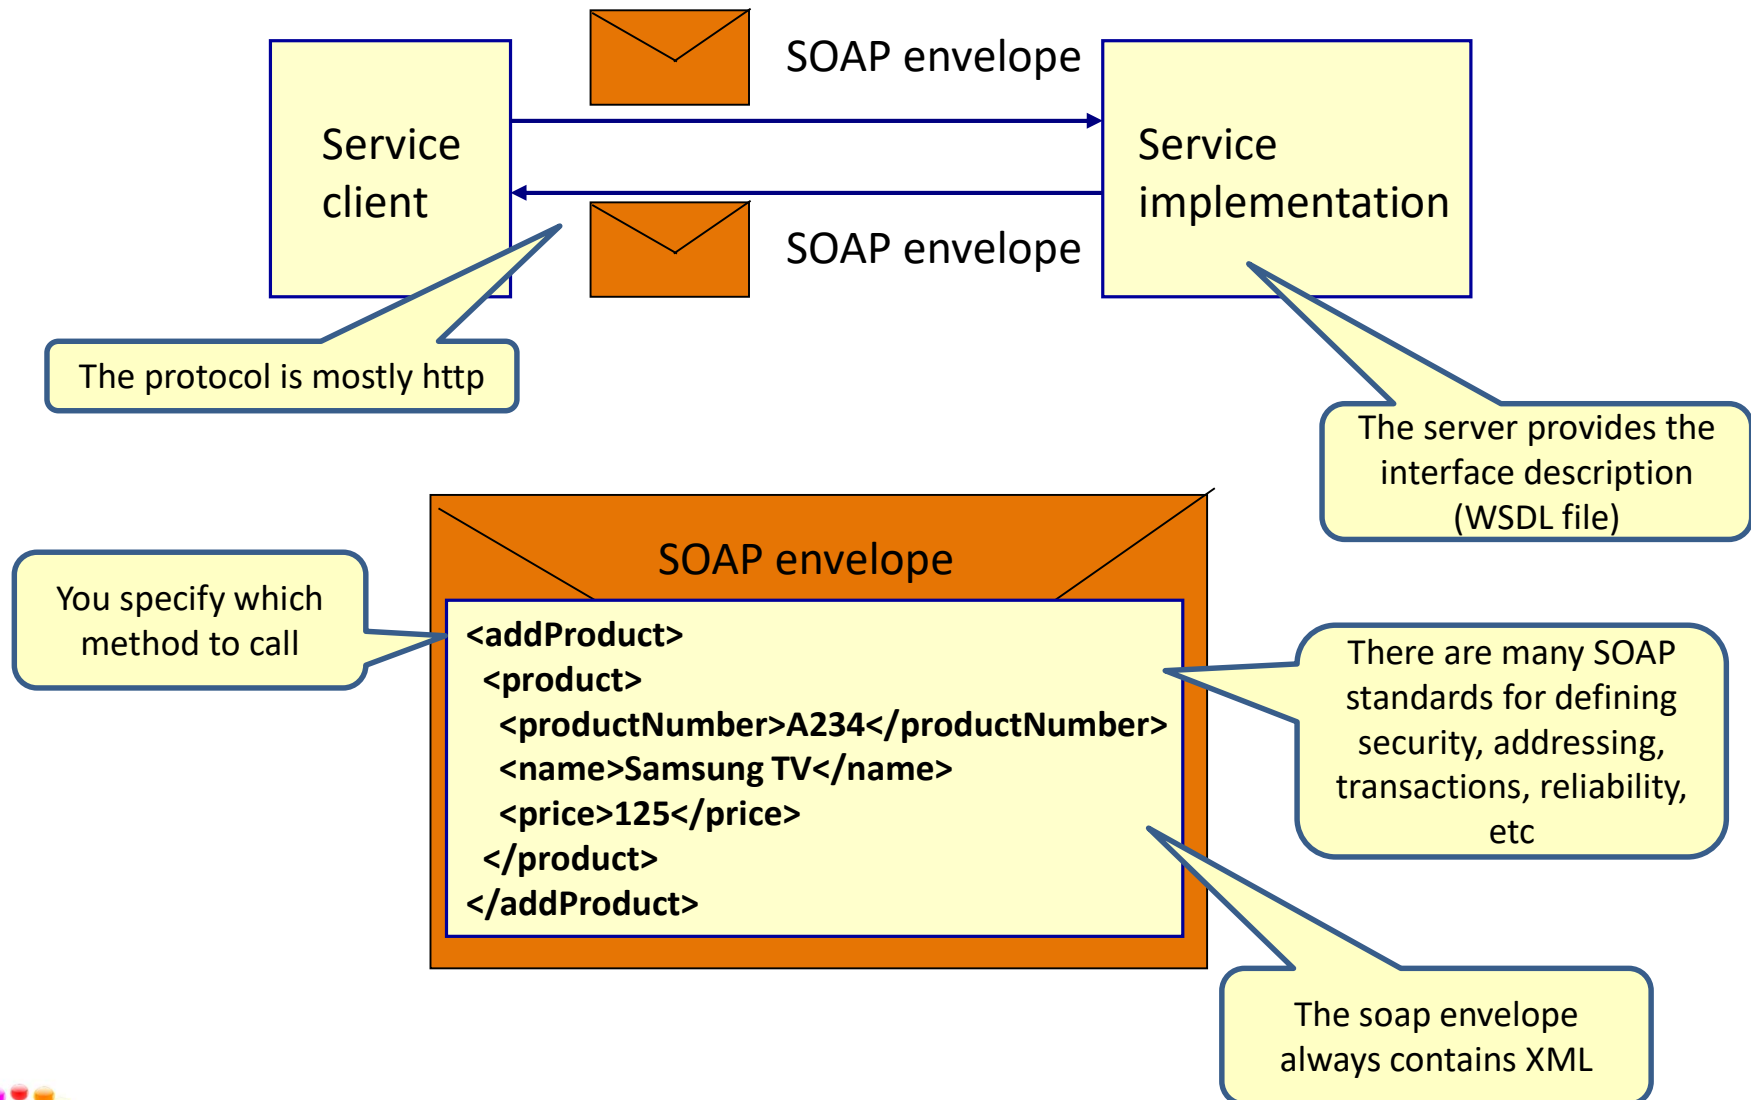 SOAP envelope
Service
client
Service
implementation
SOAP envelope
The protocol is mostly http
The server provides the
interface description
(WSDL file)
SOAP envelope
You specify which
method to call
<addProduct>
<product>
<productNumber>A234</productNumber>
<name>Samsung TV</name>
<price>125</price>
</product>
</addProduct>
There are many SOAP
standards for defining
security, addressing,
transactions, reliability,
etc
The soap envelope
always contains XML